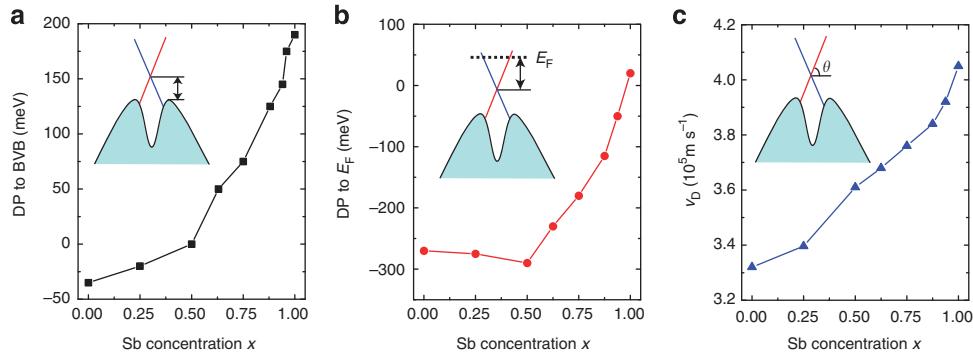 a
200
150
100
50
0
−50
DP to BVB (meV)
0.00 0.25 0.50 0.75 1.00
Sb concentration x
b
100
0
−100
−200
−300
DP to E_F (meV)
E_F
0.00 0.25 0.50 0.75 1.00
Sb concentration x
c
4.2
4.0
3.8
3.6
3.4
3.2
v_D (10^5 m s^−1)
θ
0.00 0.25 0.50 0.75 1.00
Sb concentration x